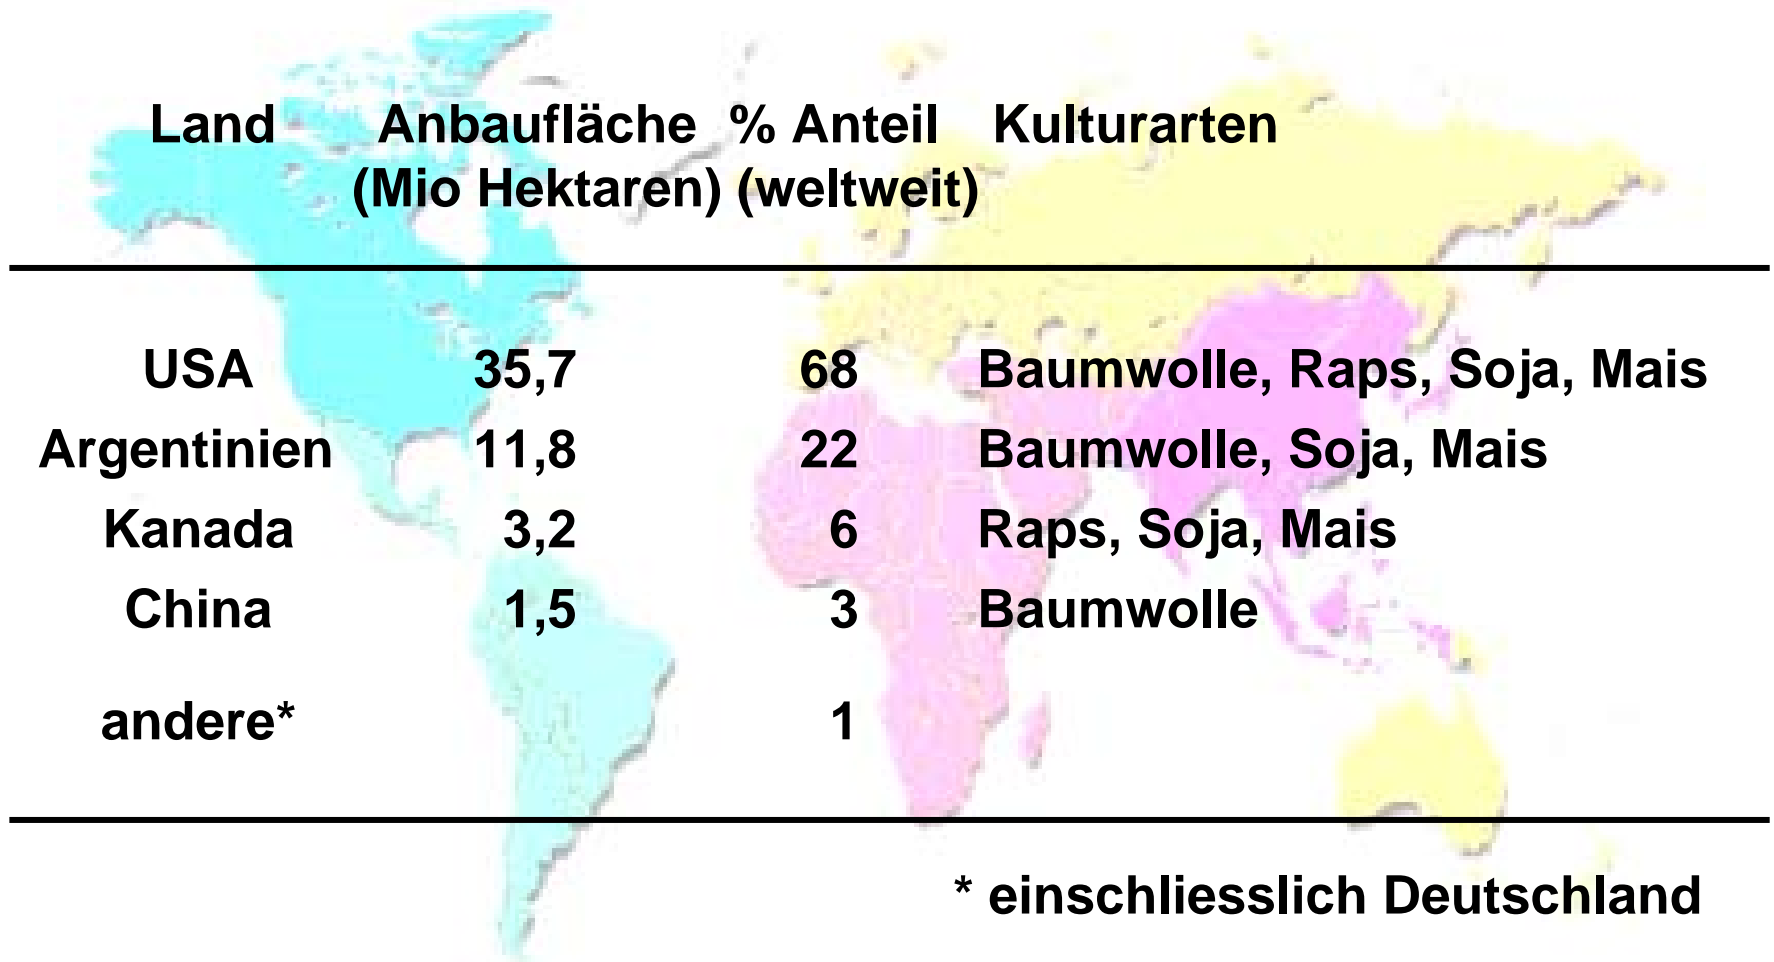 Land Anbaufläche % Anteil Kulturarten
(Mio Hektaren) (weltweit)
USA 35,7 68 Baumwolle, Raps, Soja, Mais
Argentinien 11,8 22 Baumwolle, Soja, Mais
Kanada 3,2 6 Raps, Soja, Mais
China 1,5 3 Baumwolle
andere* 1
* einschliesslich Deutschland